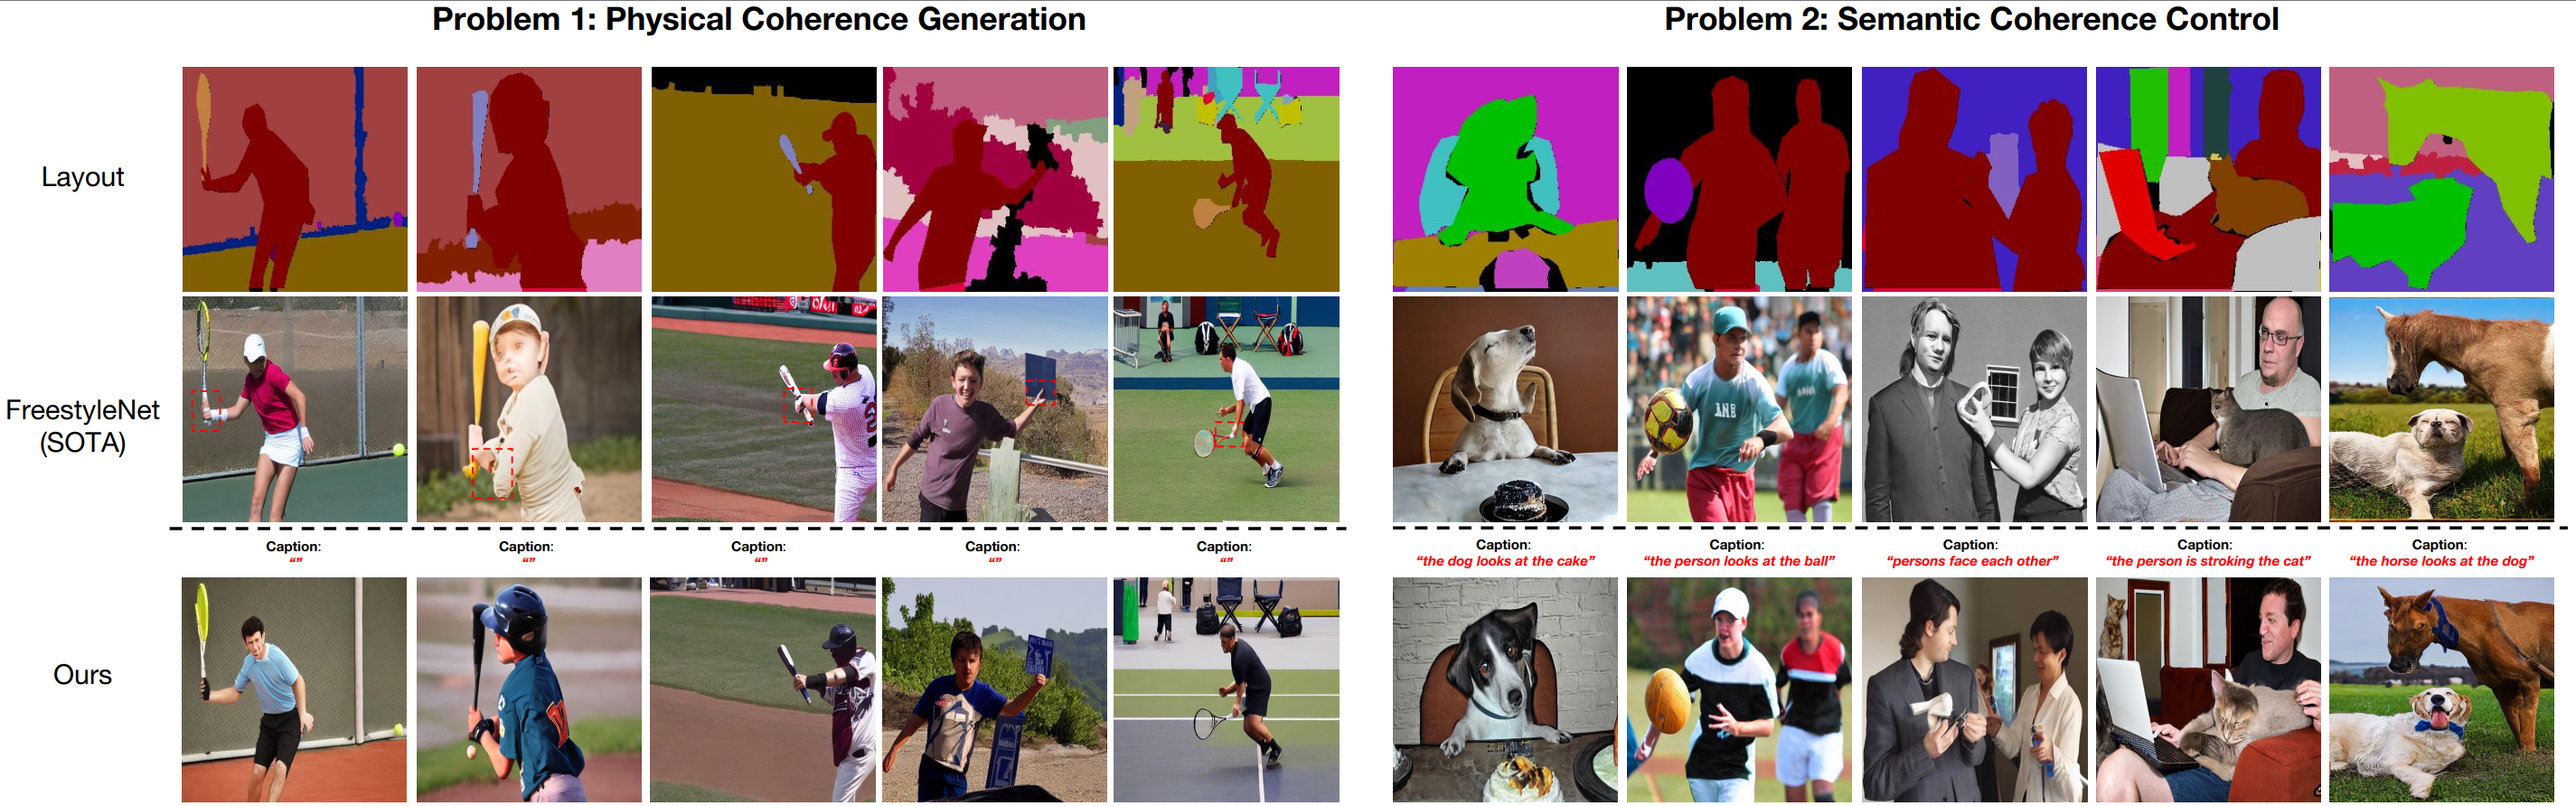 Problem 1: Physical Coherence Generation
Problem 2: Semantic Coherence Control
Layout
FreestyleNet
(SOTA)
Caption:
“”
Caption:
“”
Caption:
“”
Caption:
“”
Caption:
“”
Caption:
“the dog looks at the cake”
Caption:
“the person looks at the ball”
Caption:
“persons face each other”
Caption:
“the person is stroking the cat”
Caption:
“the horse looks at the dog”
Ours